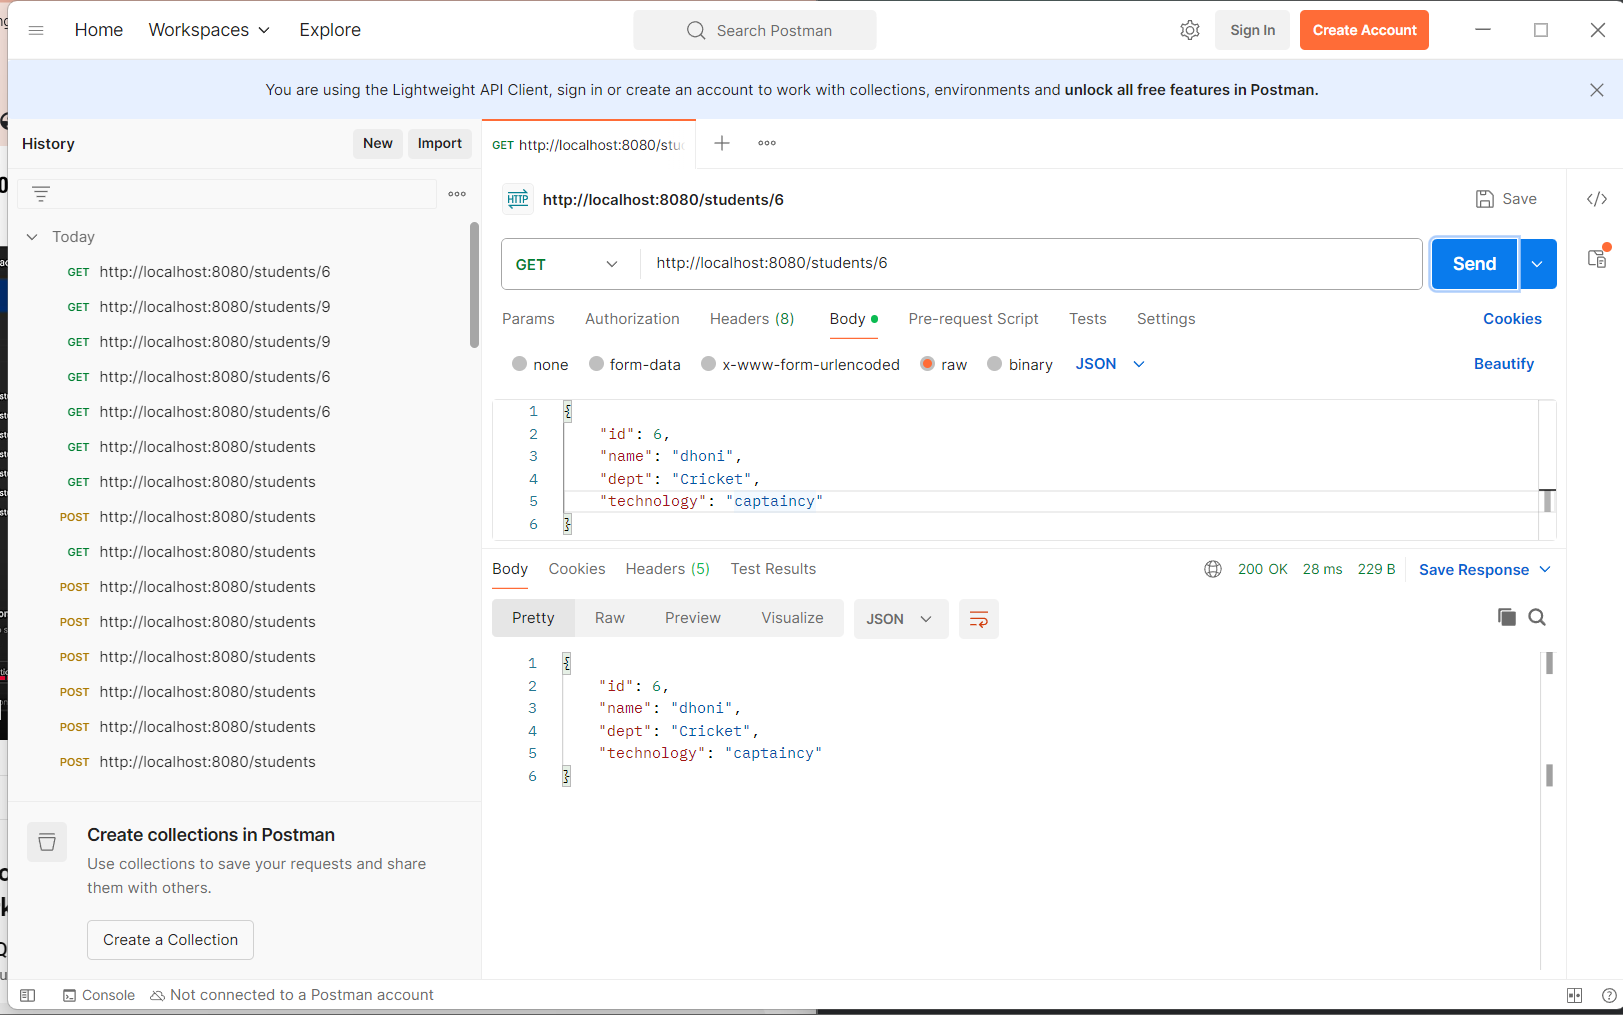 Home Workspaces Explore Search Postman Sign In Create Account
You are using the Lightweight API Client, sign in or create an account to work with collections, environments and unlock all free features in Postman.
History New Import
Today
GET http://localhost:8080/students/6
GET http://localhost:8080/students/9
GET http://localhost:8080/students/9
GET http://localhost:8080/students/6
GET http://localhost:8080/students/6
GET http://localhost:8080/students
GET http://localhost:8080/students
POST http://localhost:8080/students
GET http://localhost:8080/students
POST http://localhost:8080/students
POST http://localhost:8080/students
POST http://localhost:8080/students
POST http://localhost:8080/students
POST http://localhost:8080/students
POST http://localhost:8080/students
Create collections in Postman
Use collections to save your requests and share
them with others.
Create a Collection
GET http://localhost:8080/stu
HTTP http://localhost:8080/students/6 Save
GET http://localhost:8080/students/6 Send
Params Authorization Headers (8) Body Pre-request Script Tests Settings Cookies
none form-data x-www-form-urlencoded raw binary JSON Beautify
1 {
2 "id": 6,
3 "name": "dhoni",
4 "dept": "Cricket",
5 "technology": "captaincy"
6 }
Body Cookies Headers (5) Test Results 200 OK 28 ms 229 B Save Response
Pretty Raw Preview Visualize JSON
1 {
2 "id": 6,
3 "name": "dhoni",
4 "dept": "Cricket",
5 "technology": "captaincy"
6 }
Console Not connected to a Postman account